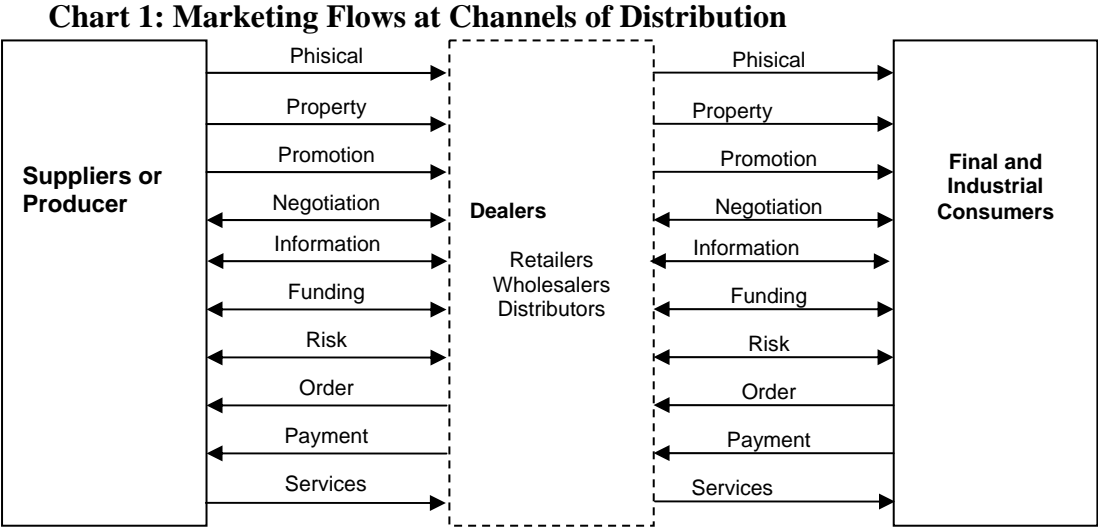 Chart 1: Marketing Flows at Channels of Distribution
Suppliers or
Producer
Phisical
Property
Promotion
Negotiation
Information
Funding
Risk
Order
Payment
Services
Dealers
Retailers
Wholesalers
Distributors
Phisical
Property
Promotion
Negotiation
Information
Funding
Risk
Order
Payment
Services
Final and
Industrial
Consumers